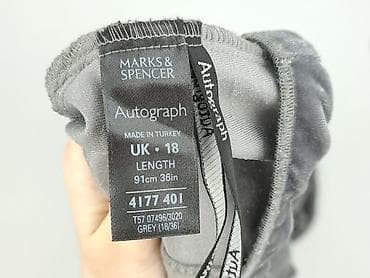 MARKS &
SPENCER
Autograph
MADE IN TURKEY
UK • 18
LENGTH
91cm 36in
4177 401
T57 07496/3020
GREY (18/36)
Autograph
Autog